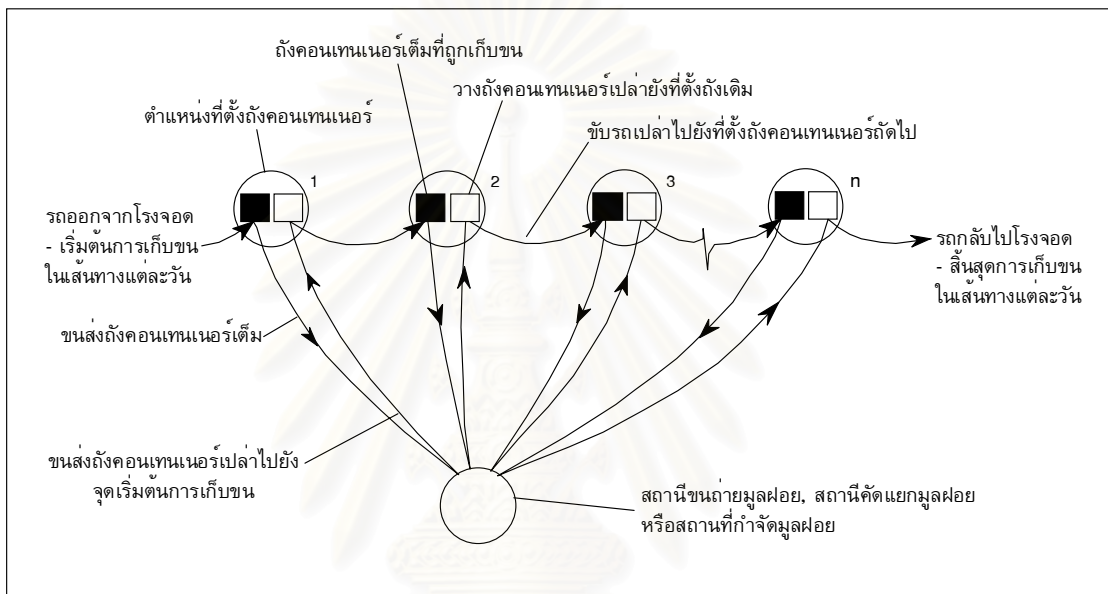 ถังคอนเทนเนอร์เต็มที่ถูกเก็บขน
วางถังคอนเทนเนอร์เปล่ายังที่ตั้งถังเดิม
ตำแหน่งที่ตั้งถังคอนเทนเนอร์
ขับรถเปล่าไปยังที่ตั้งถังคอนเทนเนอร์ถัดไป
1
2
3
n
รถออกจากโรงจอด
- เริ่มต้นการเก็บขน
ในเส้นทางแต่ละวัน
รถกลับไปโรงจอด
- สิ้นสุดการเก็บขน
ในเส้นทางแต่ละวัน
ขนส่งถังคอนเทนเนอร์เต็ม
ขนส่งถังคอนเทนเนอร์เปล่าไปยัง
จุดเริ่มต้นการเก็บขน
สถานีขนถ่ายมูลฝอย, สถานีคัดแยกมูลฝอย
หรือสถานที่กำจัดมูลฝอย